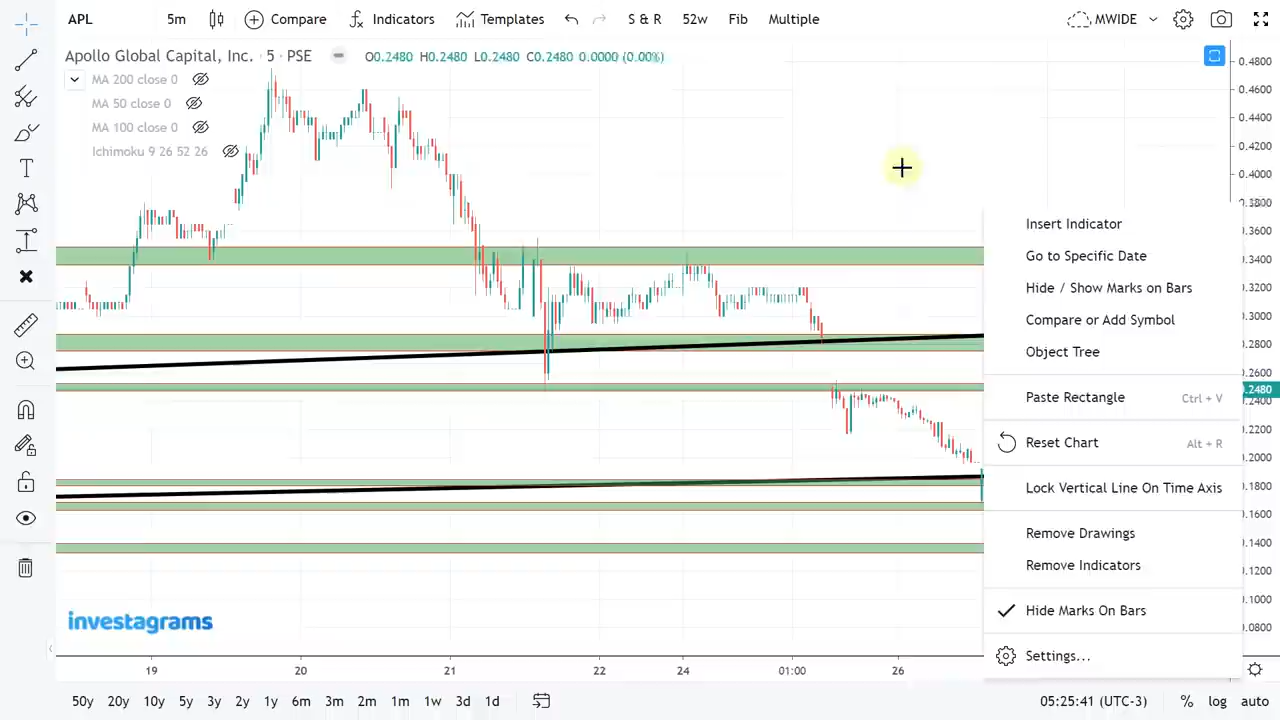 APL 5m Compare Indicators Templates S & R 52w Fib Multiple MWIDE
Apollo Global Capital, Inc. · 5 · PSE O0.2480 H0.2480 L0.2480 C0.2480 0.0000 (0.00%)
MA 200 close 0
MA 50 close 0
MA 100 close 0
Ichimoku 9 26 52 26
0.4800
0.4600
0.4400
0.4200
0.4000
0.3800
0.3600
0.3400
0.3200
0.3000
0.2800
0.2600
0.2480
0.2400
0.2200
0.2000
0.1800
0.1600
0.1400
0.1200
0.1000
0.0800
Insert Indicator
Go to Specific Date
Hide / Show Marks on Bars
Compare or Add Symbol
Object Tree
Paste Rectangle Ctrl + V
Reset Chart Alt + R
Lock Vertical Line On Time Axis
Remove Drawings
Remove Indicators
Hide Marks On Bars
Settings...
investagrams
19 20 21 22 24 01:00 26
50y 20y 10y 5y 3y 2y 1y 6m 3m 2m 1m 1w 3d 1d 05:25:41 (UTC-3) % log auto